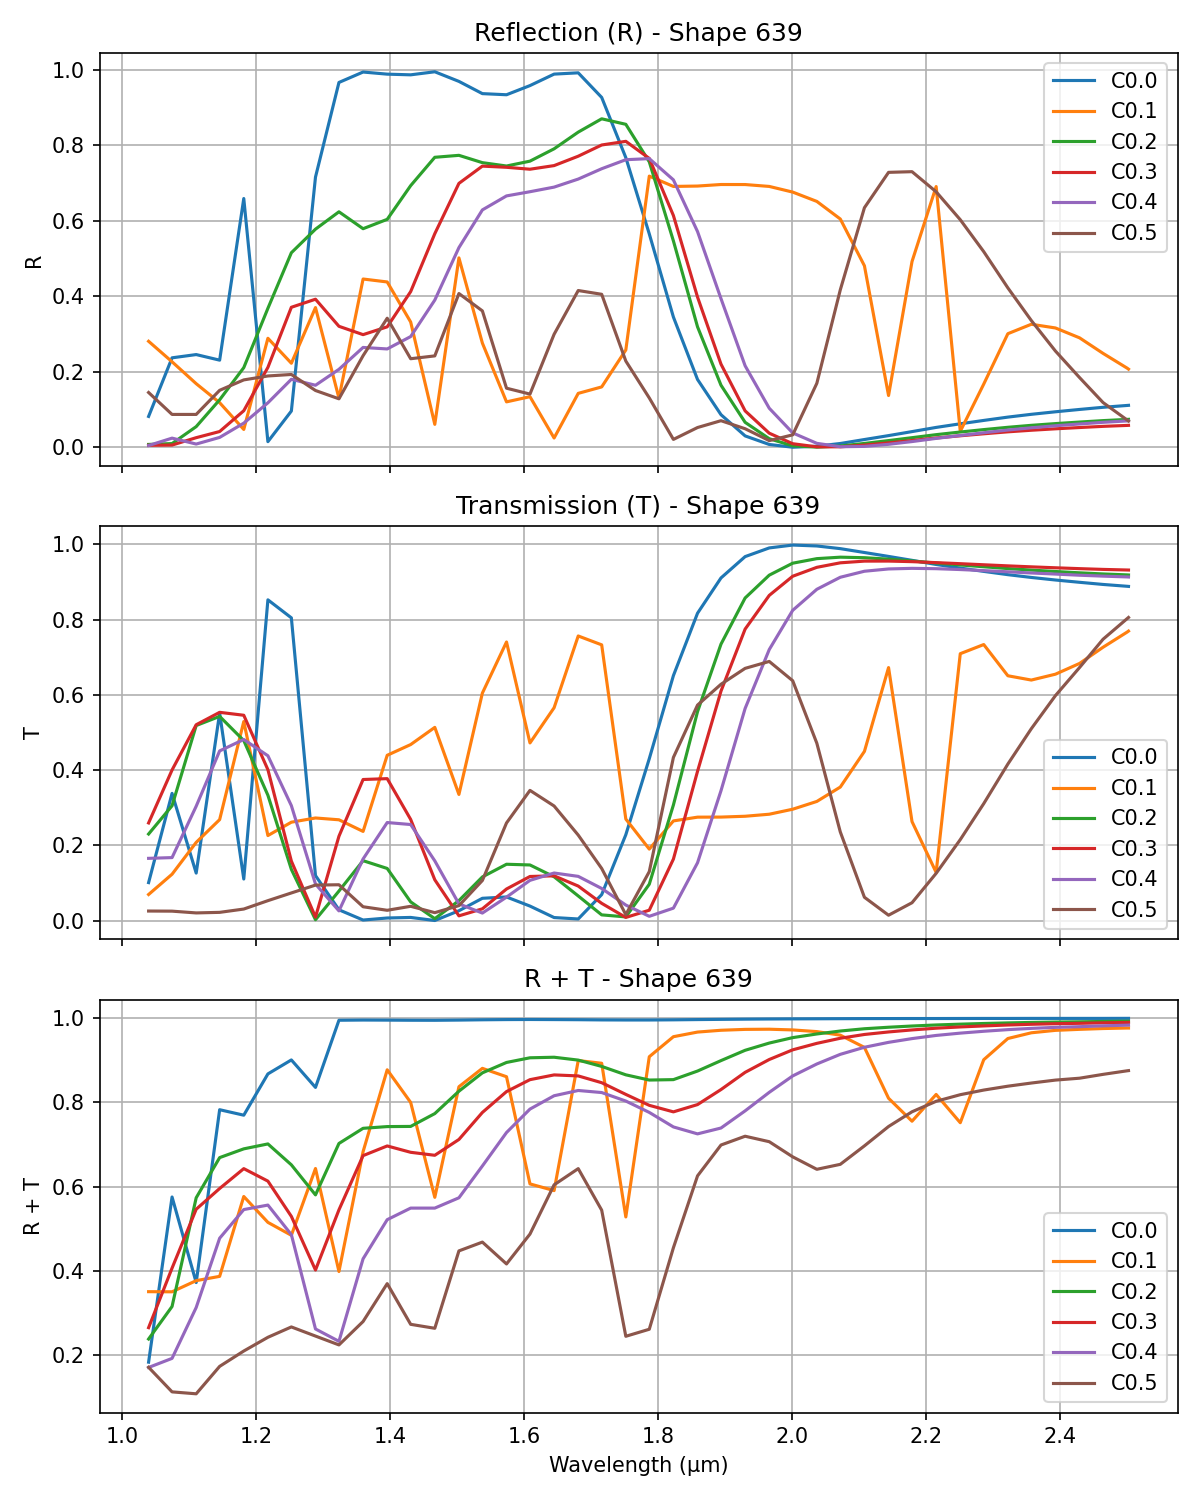 Reflection (R) - Shape 639
1.0
0.8
0.6
0.4
0.2
0.0
R
C0.0
C0.1
C0.2
C0.3
C0.4
C0.5
Transmission (T) - Shape 639
1.0
0.8
0.6
0.4
0.2
0.0
T
C0.0
C0.1
C0.2
C0.3
C0.4
C0.5
R + T - Shape 639
1.0
0.8
0.6
0.4
0.2
R + T
C0.0
C0.1
C0.2
C0.3
C0.4
C0.5
1.0 1.2 1.4 1.6 1.8 2.0 2.2 2.4
Wavelength (μm)